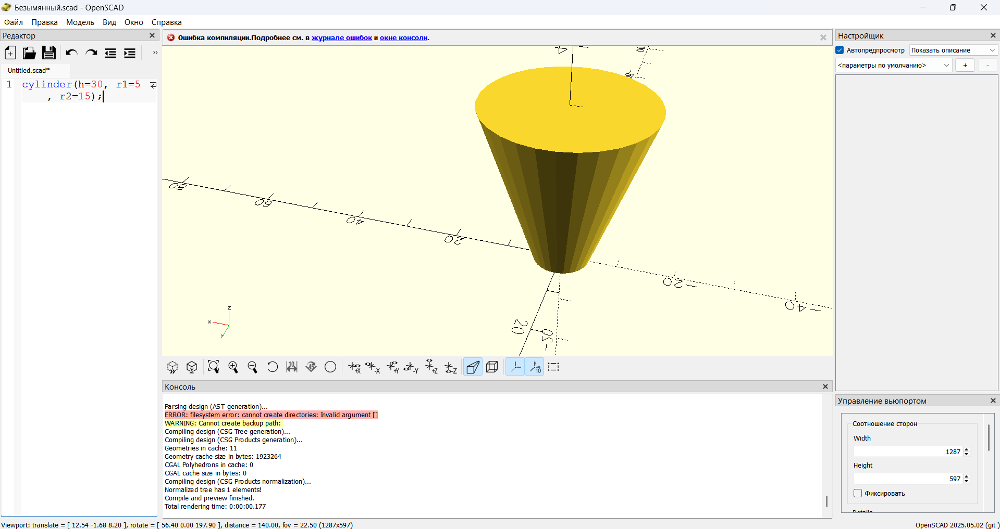 Безымянный.scad - OpenSCAD
Файл Правка Модель Вид Окно Справка
Редактор
Untitled.scad*
1 cylinder(h=30, r1=5
, r2=15);
Ошибка компиляции.Подробнее см. в журнале ошибок и окне консоли.
80
60
40
20
-20
-40
20
-20
4
8
z
x
y
+X -X +Y -Y +Z -Z 10
Консоль
Parsing design (AST generation)...
ERROR: filesystem error: cannot create directories: Invalid argument []
WARNING: Cannot create backup path:
Compiling design (CSG Tree generation)...
Compiling design (CSG Products generation)...
Geometries in cache: 11
Geometry cache size in bytes: 1923264
CGAL Polyhedrons in cache: 0
CGAL cache size in bytes: 0
Compiling design (CSG Products normalization)...
Normalized tree has 1 elements!
Compile and preview finished.
Total rendering time: 0:00:00.177
Настройщик
Автопредпросмотр Показать описание
<параметры по умолчанию> + -
Управление вьюпортом
Соотношение сторон
Width
1287
Height
597
Фиксировать
Details
Viewport: translate = [ 12.54 -1.68 8.20 ], rotate = [ 56.40 0.00 197.90 ], distance = 140.00, fov = 22.50 (1287x597)
OpenSCAD 2025.05.02 (git )